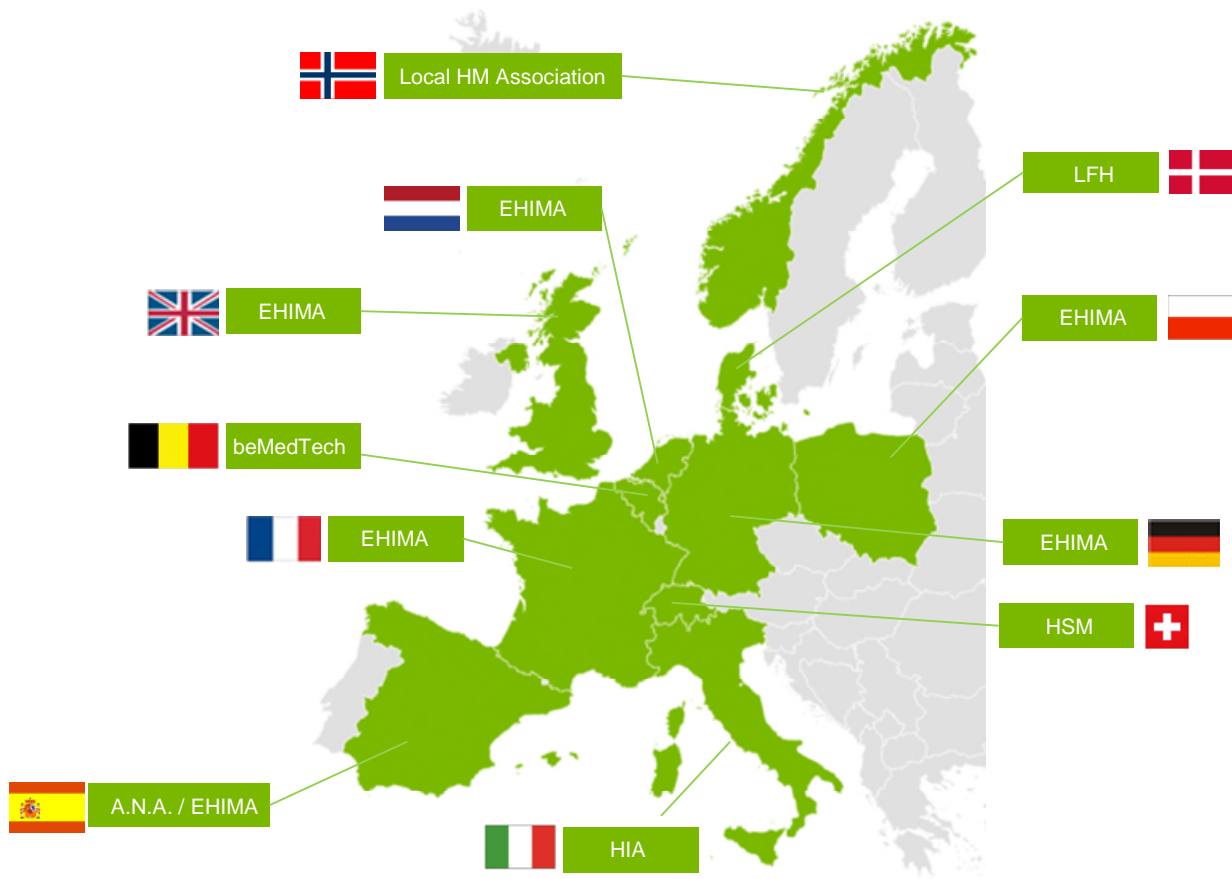 Local HM Association
LFH
EHIMA
EHIMA
EHIMA
beMedTech
EHIMA
EHIMA
HSM
A.N.A. / EHIMA
HIA